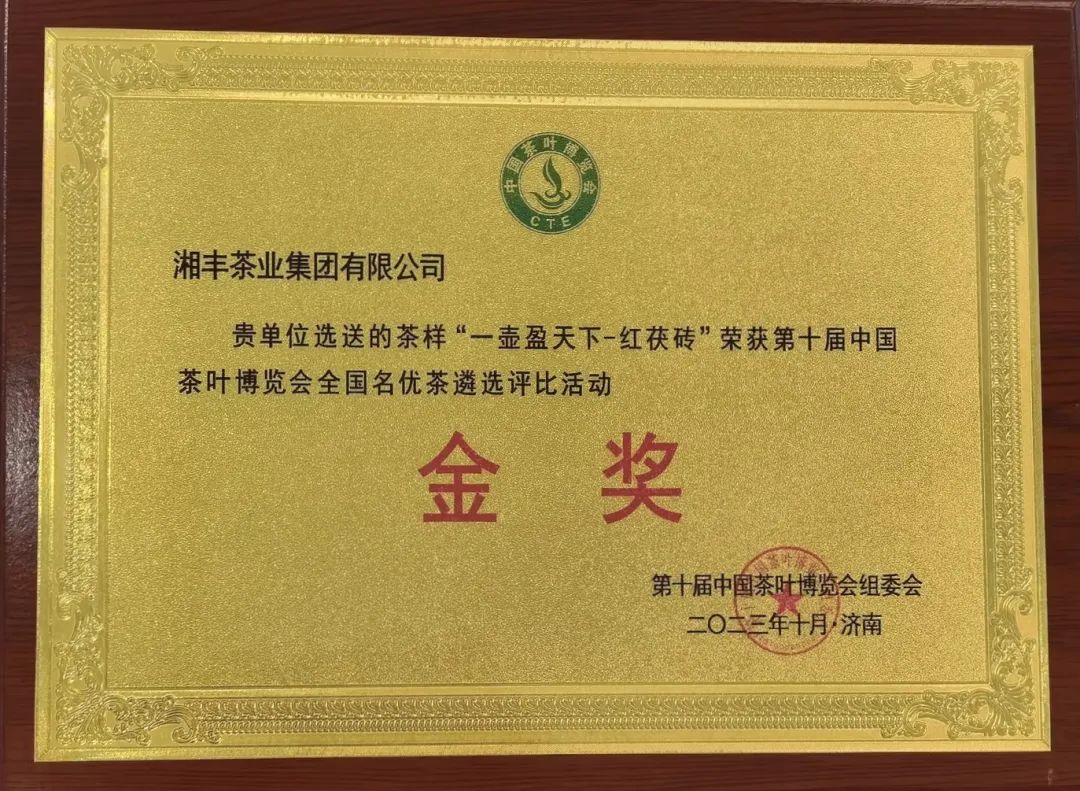 中国茶叶博览会
CTE
湘丰茶业集团有限公司
贵单位选送的茶样“一壶盈天下-红茯砖”荣获第十届中国
茶叶博览会全国名优茶遴选评比活动
金 奖
第十届中国茶叶博览会组委会
二〇二三年十月·济南